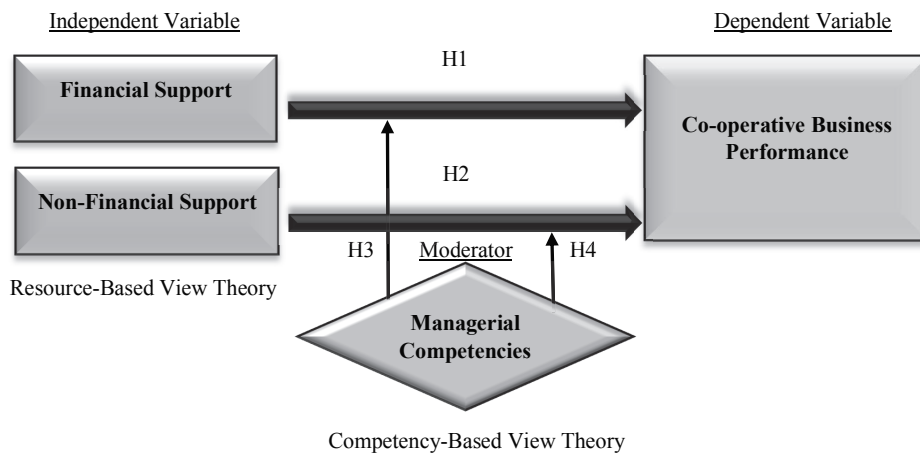 Independent Variable
Dependent Variable
H1
Financial Support
Co-operative Business
Performance
H2
Non-Financial Support
H3
Moderator
H4
Resource-Based View Theory
Managerial
Competencies
Competency-Based View Theory